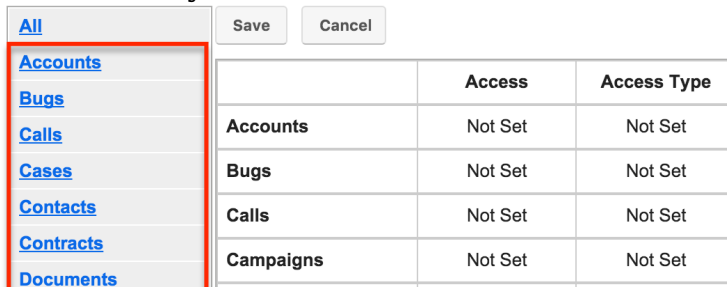 All
Save
Cancel
Accounts
Bugs
Calls
Cases
Contacts
Contracts
Documents
Access
Access Type
Accounts
Not Set
Not Set
Bugs
Not Set
Not Set
Calls
Not Set
Not Set
Campaigns
Not Set
Not Set